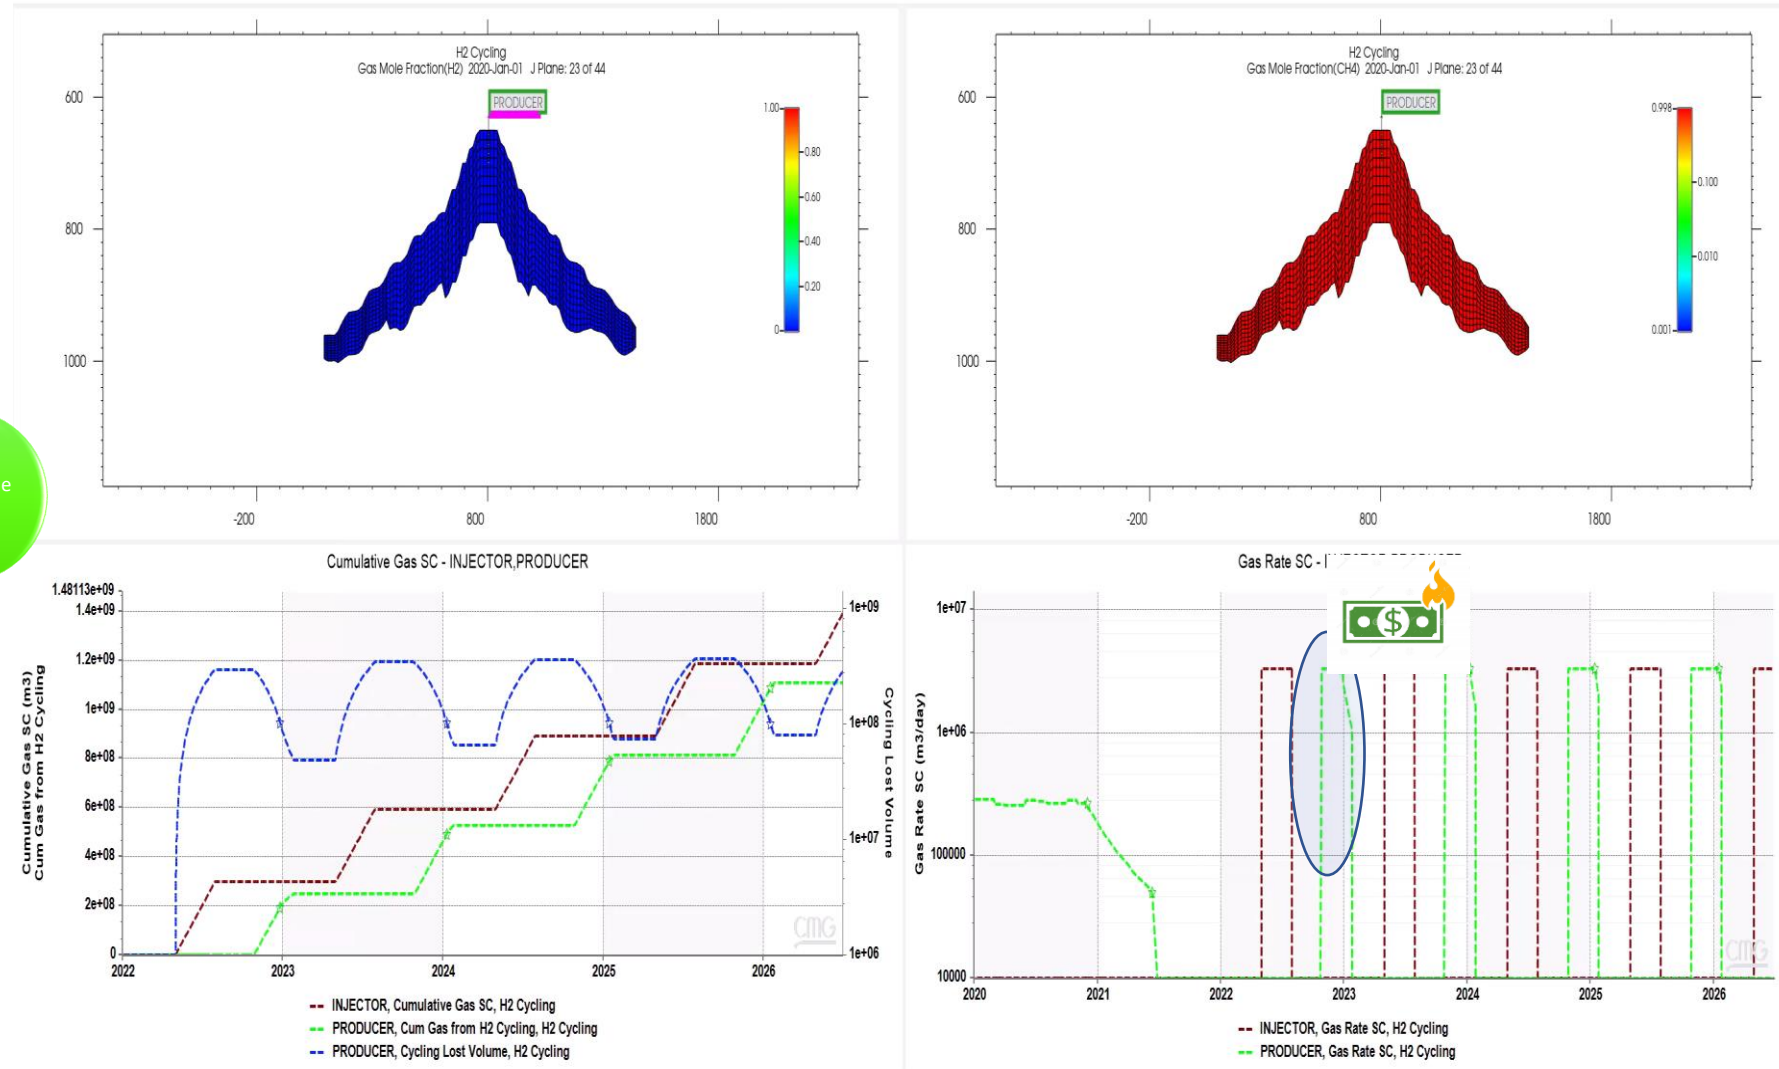 H2 Cycling
Gas Mole Fraction(H2) 2020-Jan-01 J Plane: 23 of 44
PRODUCER
600
800
1000
-200
800
1800
1.00
0.80
0.60
0.40
0.20
0
H2 Cycling
Gas Mole Fraction(CH4) 2020-Jan-01 J Plane: 23 of 44
PRODUCER
600
800
1000
-200
800
1800
0.998
0.100
0.010
0.001
e
Cumulative Gas SC - INJECTOR,PRODUCER
Cumulative Gas SC (m3)
Cum Gas from H2 Cycling
1.48113e+09
1.4e+09
1.2e+09
1e+09
8e+08
6e+08
4e+08
2e+08
0
2022
2023
2024
2025
2026
1e+09
1e+08
1e+07
1e+06
Cycling Lost Volume
CMG
INJECTOR, Cumulative Gas SC, H2 Cycling
PRODUCER, Cum Gas from H2 Cycling, H2 Cycling
PRODUCER, Cycling Lost Volume, H2 Cycling
Gas Rate SC -
$
Gas Rate SC (m3/day)
1e+07
1e+06
100000
10000
2020
2021
2022
2023
2024
2025
2026
CMG
INJECTOR, Gas Rate SC, H2 Cycling
PRODUCER, Gas Rate SC, H2 Cycling